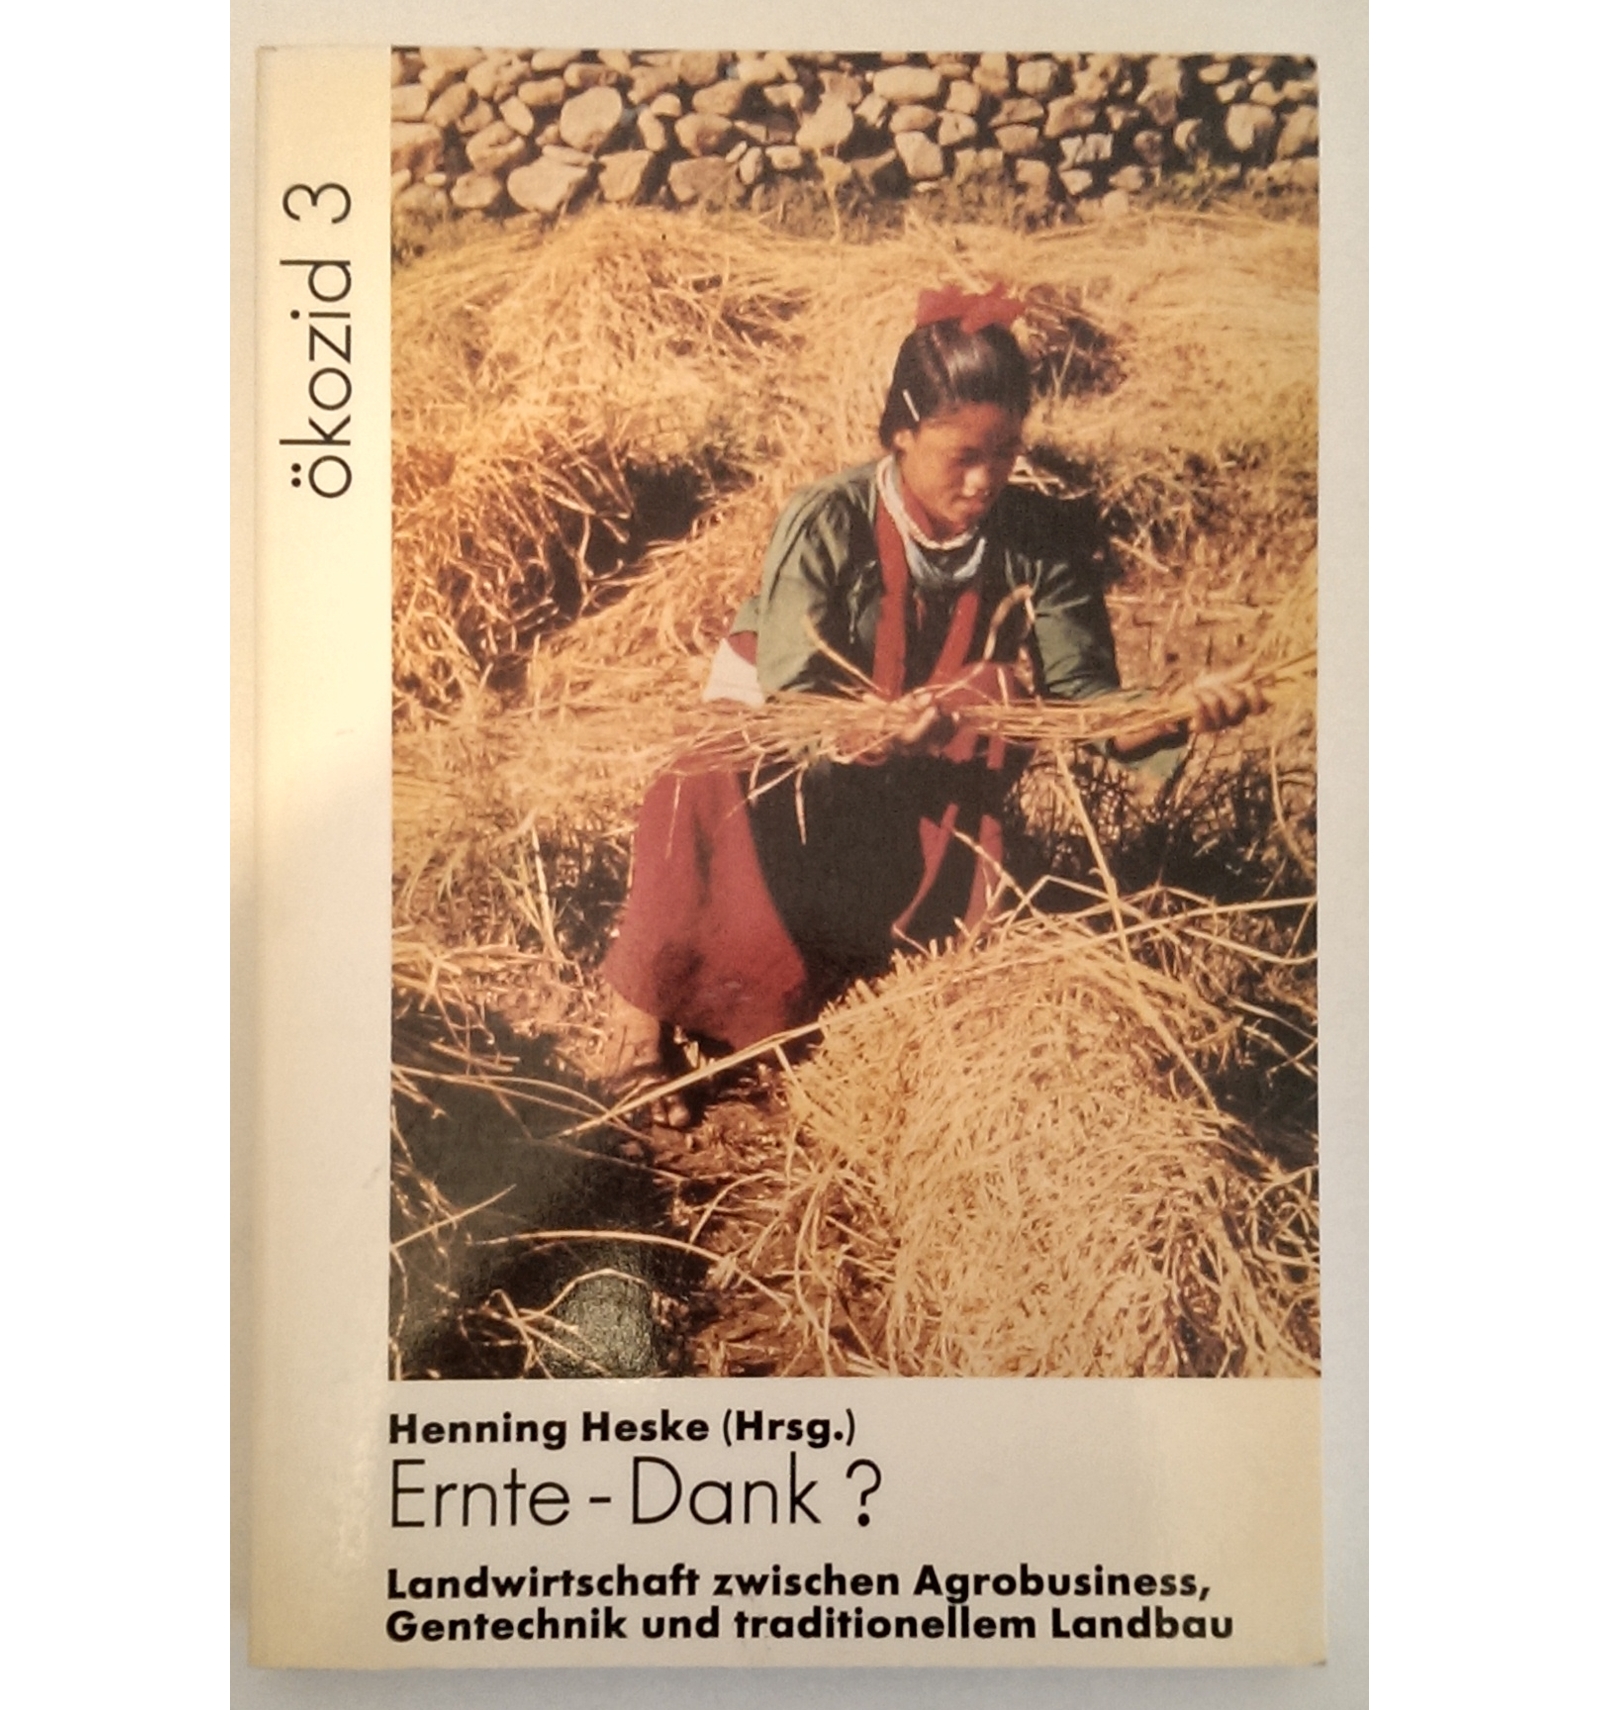 ökozid 3
Henning Heske (Hrsg.)
Ernte - Dank ?
Landwirtschaft zwischen Agrobusiness,
Gentechnik und traditionellem Landbau